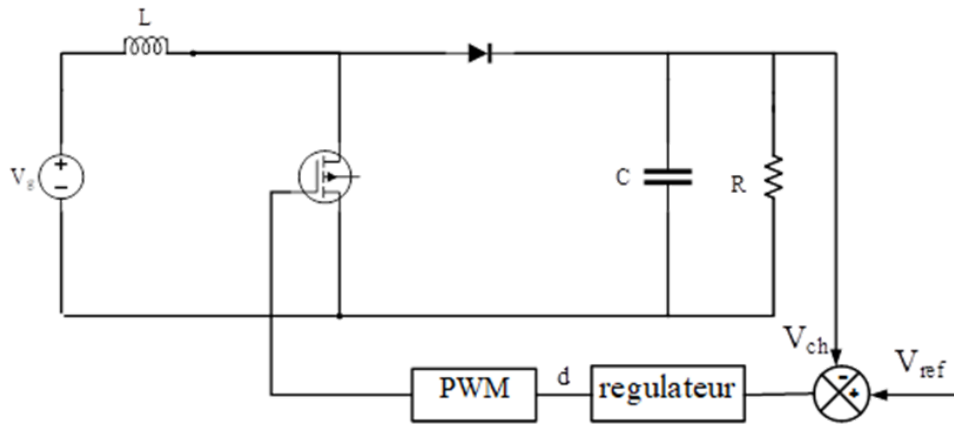 L
+
-
Vg
C
R
Vch
-
+
Vref
PWM
d
regulateur